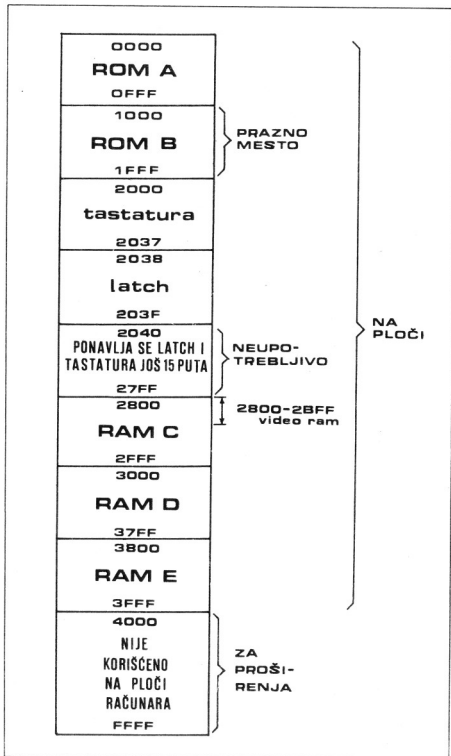 0000
ROM A
0FFF
1000
ROM B
1FFF
PRAZNO
MESTO
2000
tastatura
2037
2038
latch
203F
NA
PLOČI
2040
PONAVLJA SE LATCH I
TASTATURA JOŠ 15 PUTA
27FF
NEUPO-
TREBLJIVO
2800
RAM C
2FFF
2800-2BFF
video ram
3000
RAM D
37FF
3800
RAM E
3FFF
4000
NIJE
KORIŠĆENO
NA PLOČI
RAČUNARA
FFFF
ZA
PROŠI-
RENJA